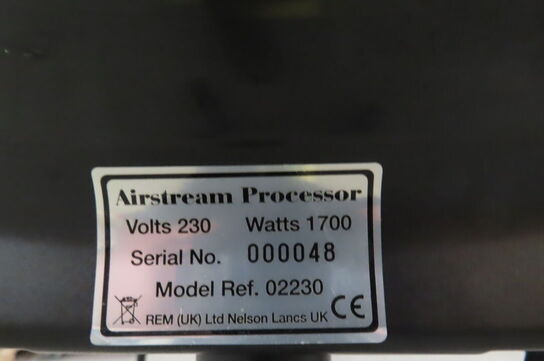 Airstream Processor
Volts 230 Watts 1700
Serial No. 000048
Model Ref. 02230
REM (UK) Ltd Nelson Lancs UK CE